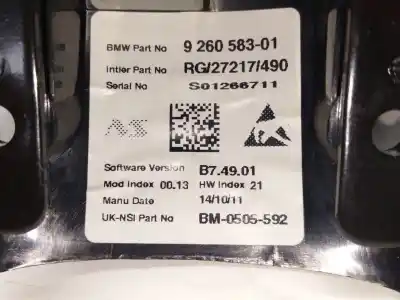 BMW Part No 9 260 583-01
Intier Part No RG/27217/490
Serial No S01266711
Software Version B7.49.01
Mod Index 00.13 HW Index 21
Manu Date 14/10/11
UK-NSI Part No BM-0505-592